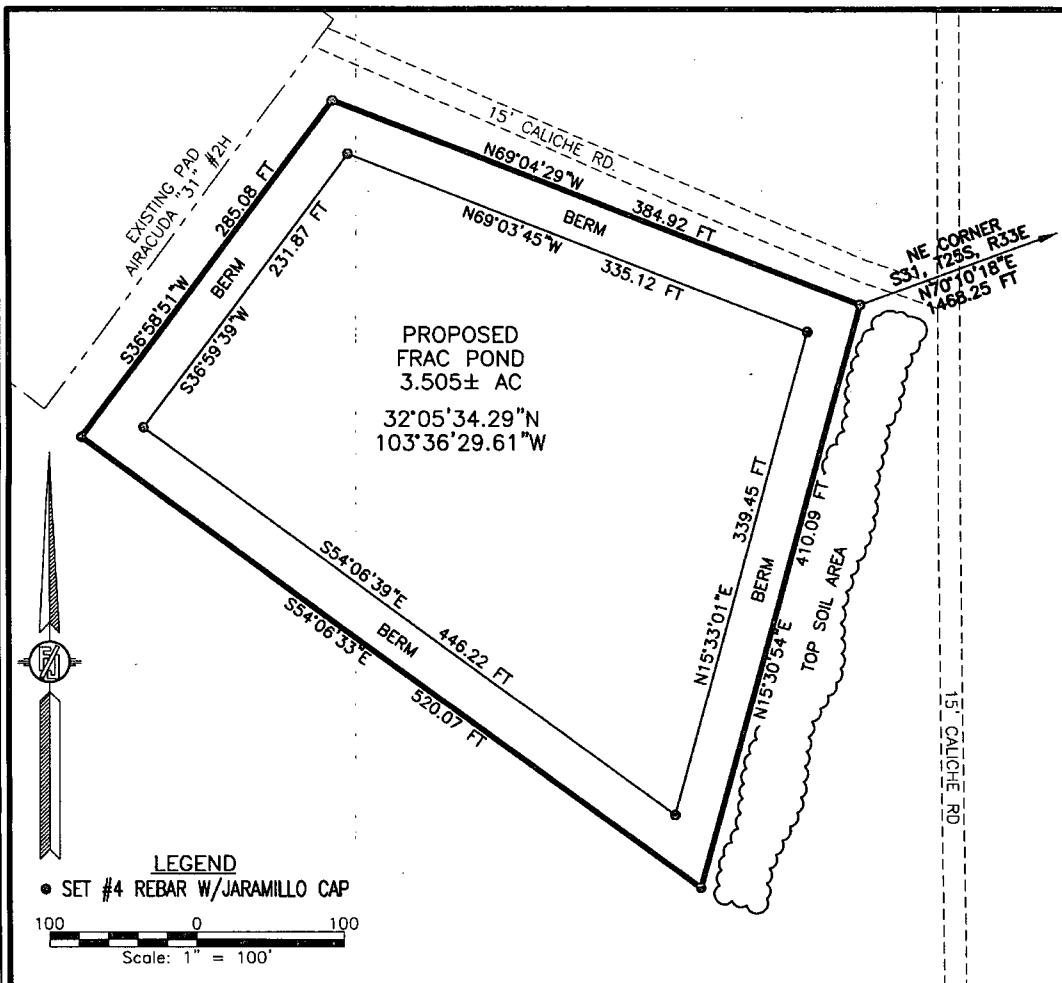 15' CALICHE RD.
EXISTING PAD
AIRACUDA "31" #2H
N69°04'29"W
384.92 FT
BERM
N69°03'45"W
335.12 FT
285.08 FT
BERM
S36°58'51"W
231.87 FT
S36°59'39"W
NE CORNER
S31, T25S, R33E
N70°10'18"E
1468.25 FT
PROPOSED
FRAC POND
3.505± AC
32°05'34.29"N
103°36'29.61"W
339.45 FT
BERM
N15°33'01"E
410.09 FT
N15°30'54"E
TOP SOIL AREA
S54°06'39"E
446.22 FT
BERM
S54°06'33"E
520.07 FT
15' CALICHE RD
LEGEND
SET #4 REBAR W/JARAMILLO CAP
100 0 100
Scale: 1" = 100'